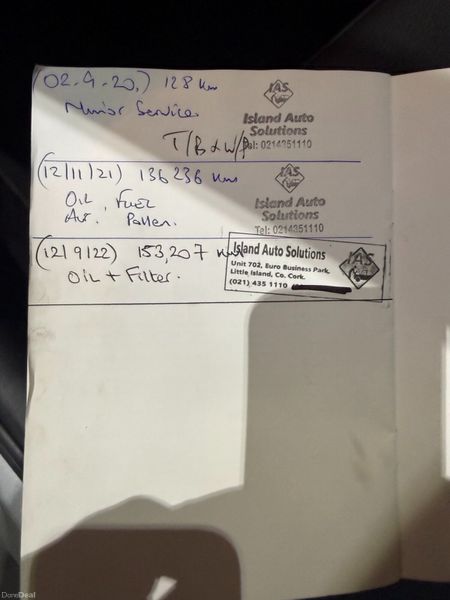 (02.9.20.) 128 Km
IAS
Minor Service
Island Auto
Solutions
T/B & W/P
Tel: 0214351110
(12/11/21) 136 236 Kms
IAS
Oil, Fuel
Island Auto
Air. Pollen.
Solutions
Tel: 0214351110
(12/9/22) 153,207 Kms
Island Auto Solutions
IAS
Oil + Filter.
Unit 702, Euro Business Park.
Little Island, Co. Cork.
(021) 435 1110
DoneDeal